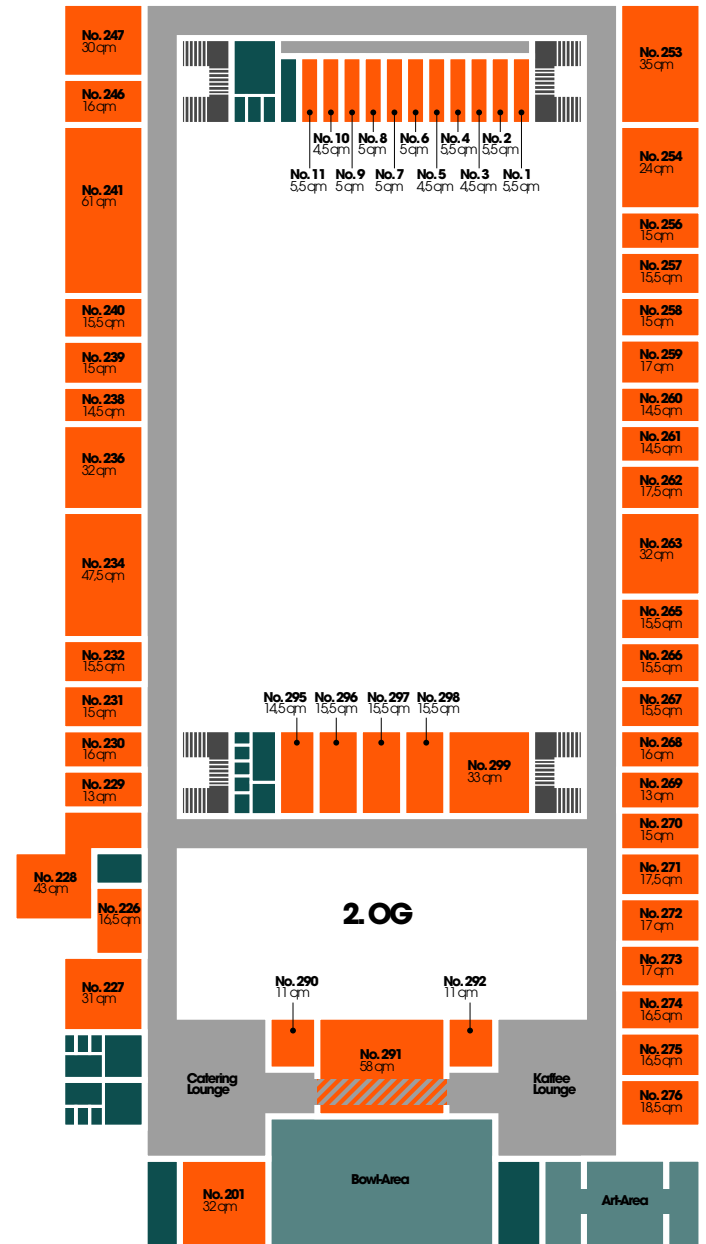 No. 247
30 qm
No. 246
16 qm
No. 241
61 qm
No. 240
15,5 qm
No. 239
15 qm
No. 238
14,5 qm
No. 236
32 qm
No. 234
47,5 qm
No. 232
15,5 qm
No. 231
15 qm
No. 230
16 qm
No. 229
13 qm
No. 228
43 qm
No. 226
16,5 qm
No. 227
31 qm
No. 10
4,5 qm
No. 8
5 qm
No. 6
5 qm
No. 4
5,5 qm
No. 2
5,5 qm
No. 11
5,5 qm
No. 9
5 qm
No. 7
5 qm
No. 5
4,5 qm
No. 3
4,5 qm
No. 1
5,5 qm
No. 295
14,5 qm
No. 296
15,5 qm
No. 297
15,5 qm
No. 298
15,5 qm
No. 299
33 qm
2. OG
No. 290
11 qm
No. 292
11 qm
No. 291
58 qm
Catering
Lounge
Kaffee
Lounge
No. 201
32 qm
Bowl-Area
Art-Area
No. 253
35 qm
No. 254
24 qm
No. 256
15 qm
No. 257
15,5 qm
No. 258
15 qm
No. 259
17 qm
No. 260
14,5 qm
No. 261
14,5 qm
No. 262
17,5 qm
No. 263
32 qm
No. 265
15,5 qm
No. 266
15,5 qm
No. 267
15,5 qm
No. 268
16 qm
No. 269
13 qm
No. 270
15 qm
No. 271
17,5 qm
No. 272
17 qm
No. 273
17 qm
No. 274
16,5 qm
No. 275
16,5 qm
No. 276
18,5 qm